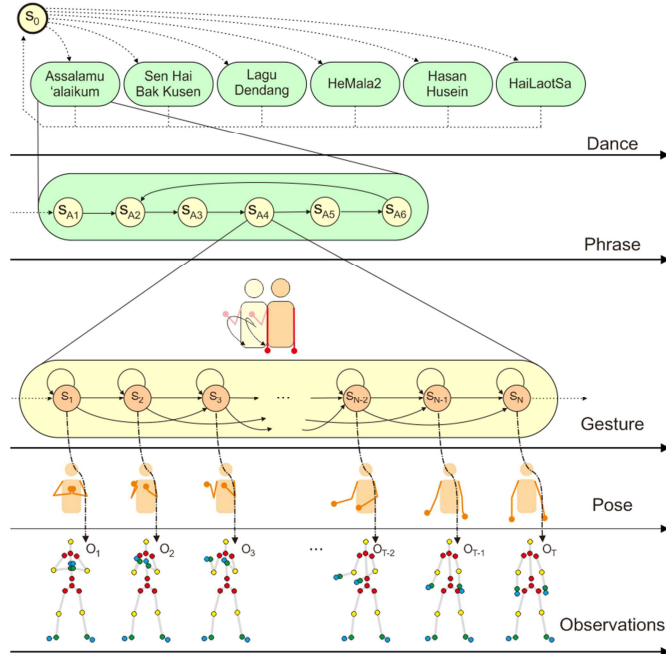 S0
Assalamu
'alaikum
Sen Hai
Bak Kusen
Lagu
Dendang
HeMala2
Hasan
Husein
HaiLaotSa
Dance
SA1
SA2
SA3
SA4
SA5
SA6
Phrase
S1
S2
S3
...
SN-2
SN-1
SN
Gesture
Pose
O1
O2
O3
...
OT-2
OT-1
OT
Observations